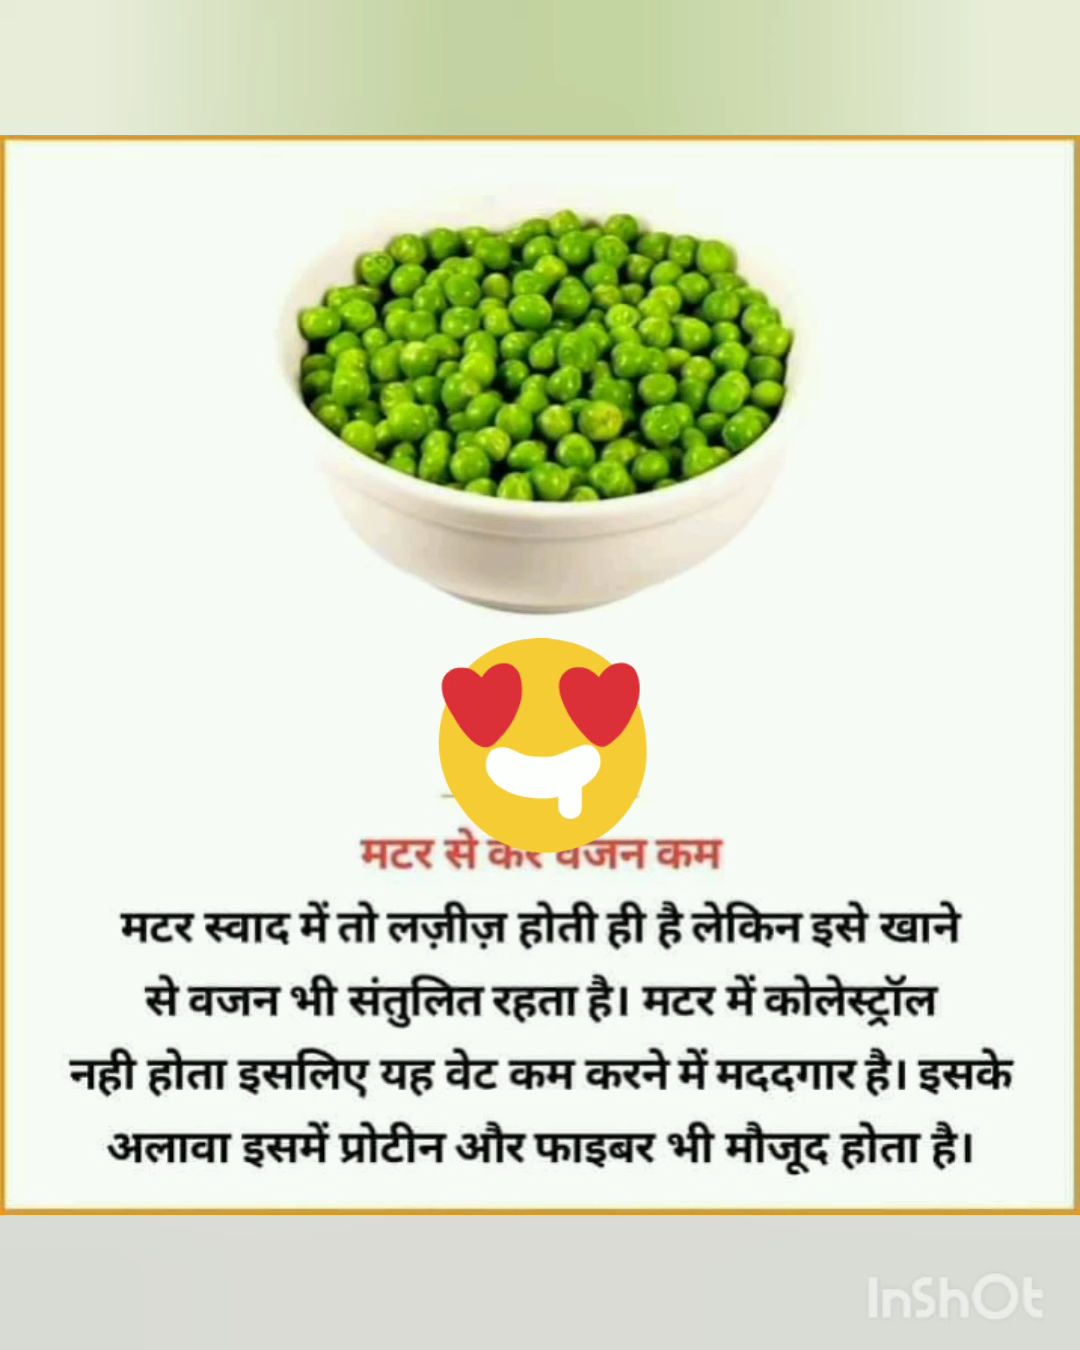 मटर से करे वजन कम
मटर स्वाद में तो लज़ीज़ होती ही है लेकिन इसे खाने
से वजन भी संतुलित रहता है। मटर में कोलेस्ट्रॉल
नही होता इसलिए यह वेट कम करने में मददगार है। इसके
अलावा इसमें प्रोटीन और फाइबर भी मौजूद होता है।
InShOt